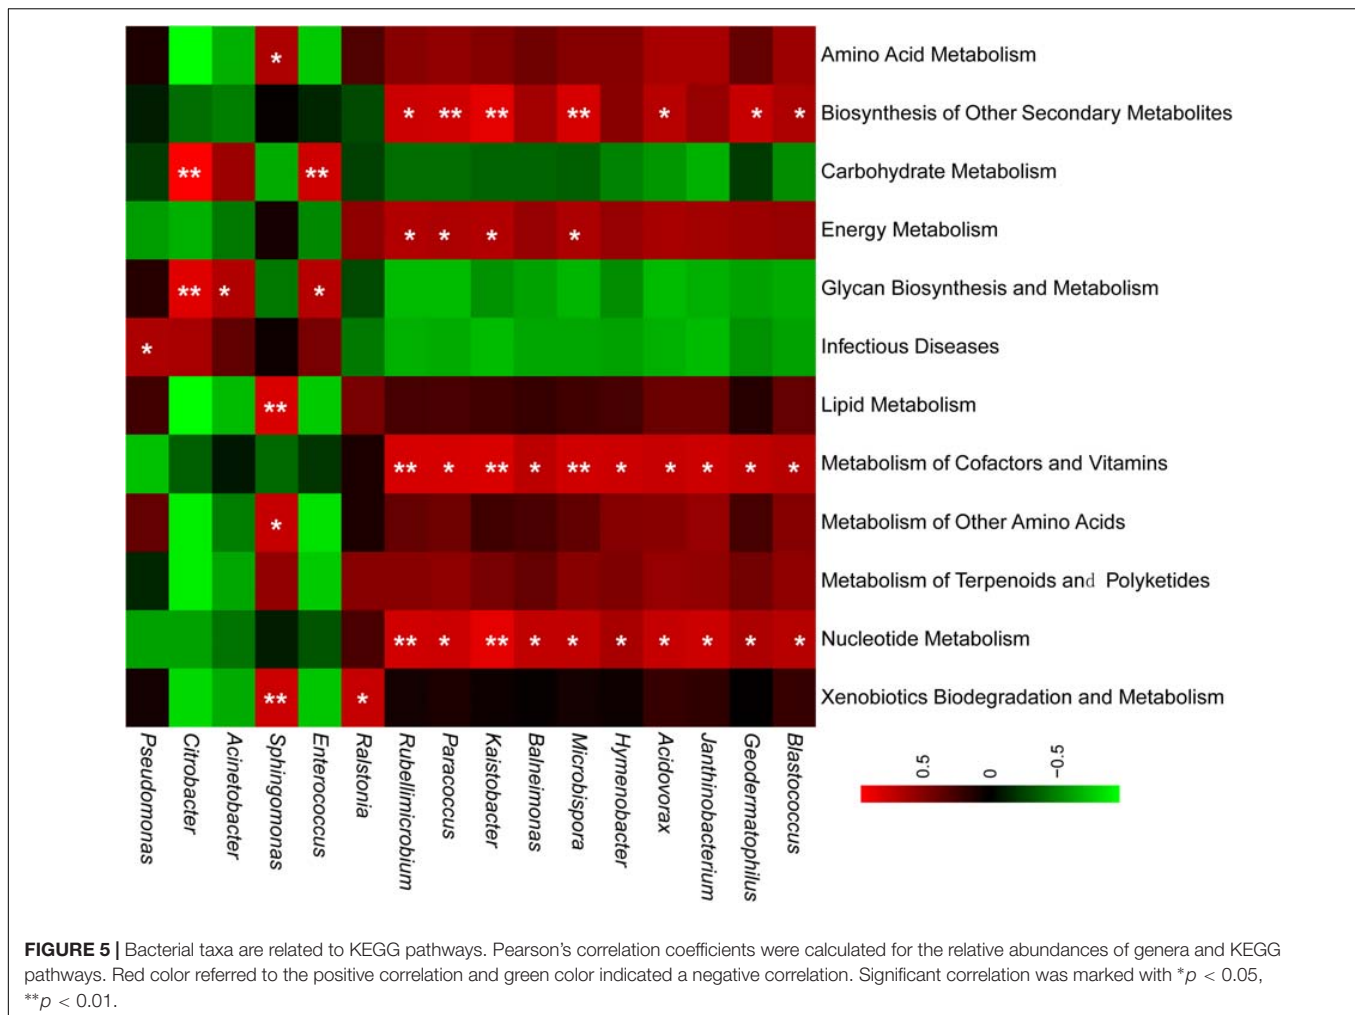 * Amino Acid Metabolism
* ** ** ** * * * Biosynthesis of Other Secondary Metabolites
** ** Carbohydrate Metabolism
* * * * Energy Metabolism
** * * Glycan Biosynthesis and Metabolism
* Infectious Diseases
** Lipid Metabolism
** * ** * ** * * * * * Metabolism of Cofactors and Vitamins
* Metabolism of Other Amino Acids
Metabolism of Terpenoids and Polyketides
** * ** * * * * * * * Nucleotide Metabolism
** * Xenobiotics Biodegradation and Metabolism
Pseudomonas
Citrobacter
Acinetobacter
Sphingomonas
Enterococcus
Ralstonia
Rubellimicrobium
Paracoccus
Kaistobacter
Balneimonas
Microbispora
Hymenobacter
Acidovorax
Janthinobacterium
Geodermatophilus
Blastococcus
0.5
0
−0.5
FIGURE 5 | Bacterial taxa are related to KEGG pathways. Pearson's correlation coefficients were calculated for the relative abundances of genera and KEGG
pathways. Red color referred to the positive correlation and green color indicated a negative correlation. Significant correlation was marked with *p < 0.05,
**p < 0.01.